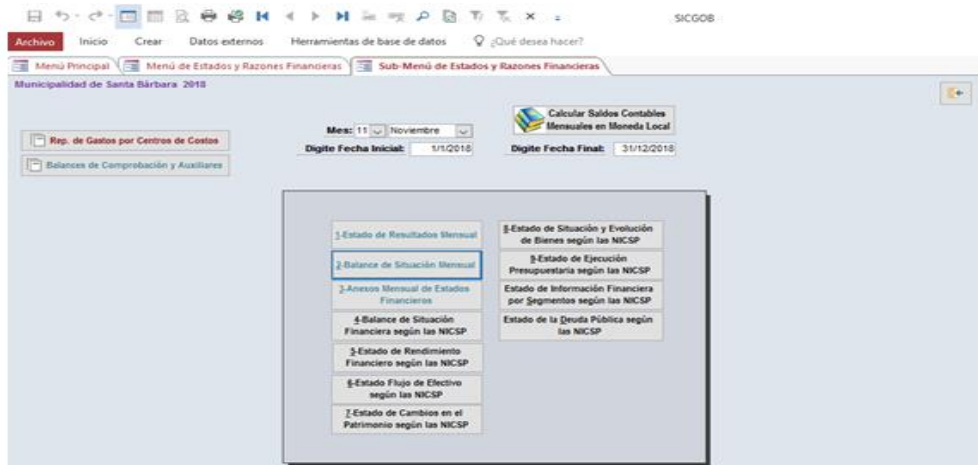 SICGOB
Archivo Inicio Crear Datos externos Herramientas de base de datos ¿Qué desea hacer?
Menú Principal Menú de Estados y Razones Financieras Sub-Menú de Estados y Razones Financieras
Municipalidad de Santa Bárbara 2018
Rep. de Gastos por Centros de Costos
Balances de Comprobación y Auxiliares
Mes: 11 Noviembre
Digite Fecha Inicial: 1/1/2018
Calcular Saldos Contables
Mensuales en Moneda Local
Digite Fecha Final: 31/12/2018
1-Estado de Resultados Mensual
2-Balance de Situación Mensual
3-Anexos Mensual de Estados
Financieros
4-Balance de Situación
Financiera según las NICSP
5-Estado de Rendimiento
Financiero según las NICSP
6-Estado Flujo de Efectivo
según las NICSP
7-Estado de Cambios en el
Patrimonio según las NICSP
8-Estado de Situación y Evolución
de Bienes según las NICSP
9-Estado de Ejecución
Presupuestaria según las NICSP
Estado de Información Financiera
por Segmentos según las NICSP
Estado de la Deuda Pública según
las NICSP